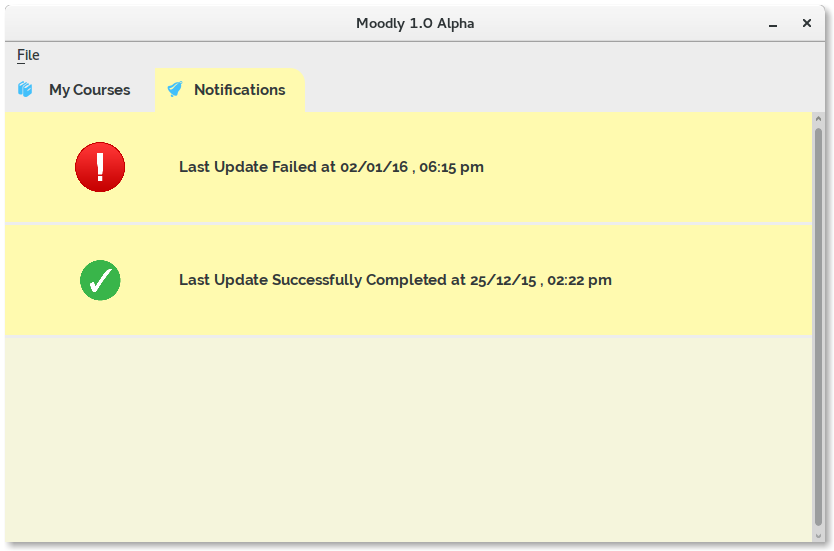 Moodly 1.0 Alpha
File
My Courses
Notifications
Last Update Failed at 02/01/16 , 06:15 pm
Last Update Successfully Completed at 25/12/15 , 02:22 pm